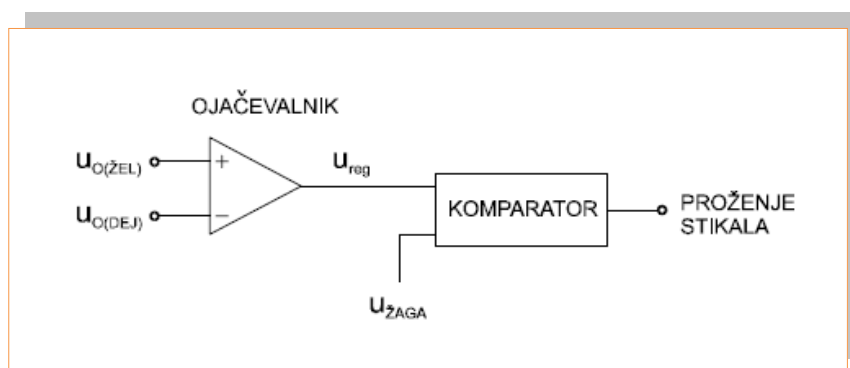 OJAČEVALNIK
uO(ŽEL)
+
ureg
uO(DEJ)
−
KOMPARATOR
PROŽENJE
STIKALA
uŽAGA